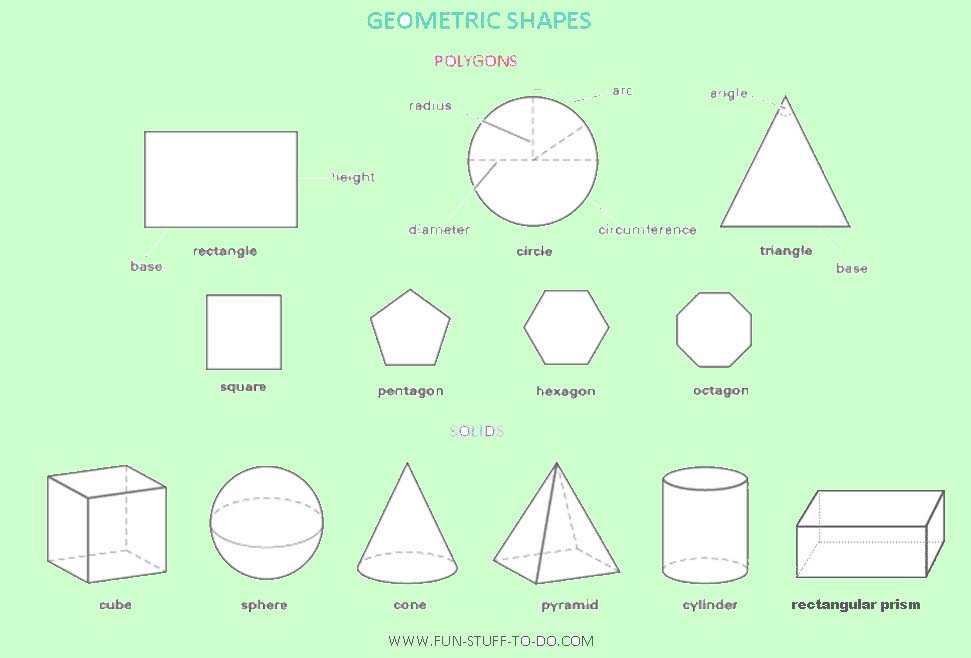 GEOMETRIC SHAPES
POLYGONS
radius
arc
angle
height
base
rectangle
diameter
circle
circumference
triangle
base
square
pentagon
hexagon
octagon
SOLIDS
cube
sphere
cone
pyramid
cylinder
rectangular prism
WWW.FUN-STUFF-TO-DO.COM